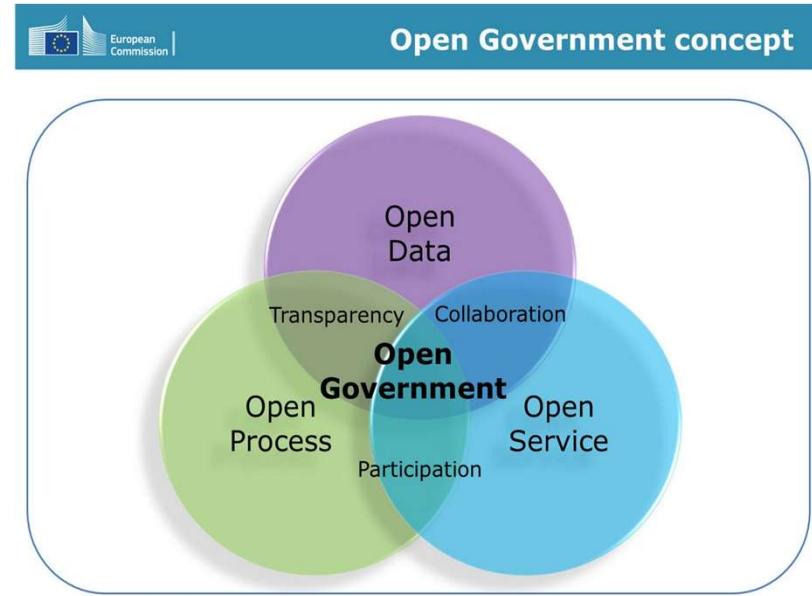 European
Commission
Open Government concept
Open
Data
Transparency
Collaboration
Open
Government
Open
Process
Open
Service
Participation